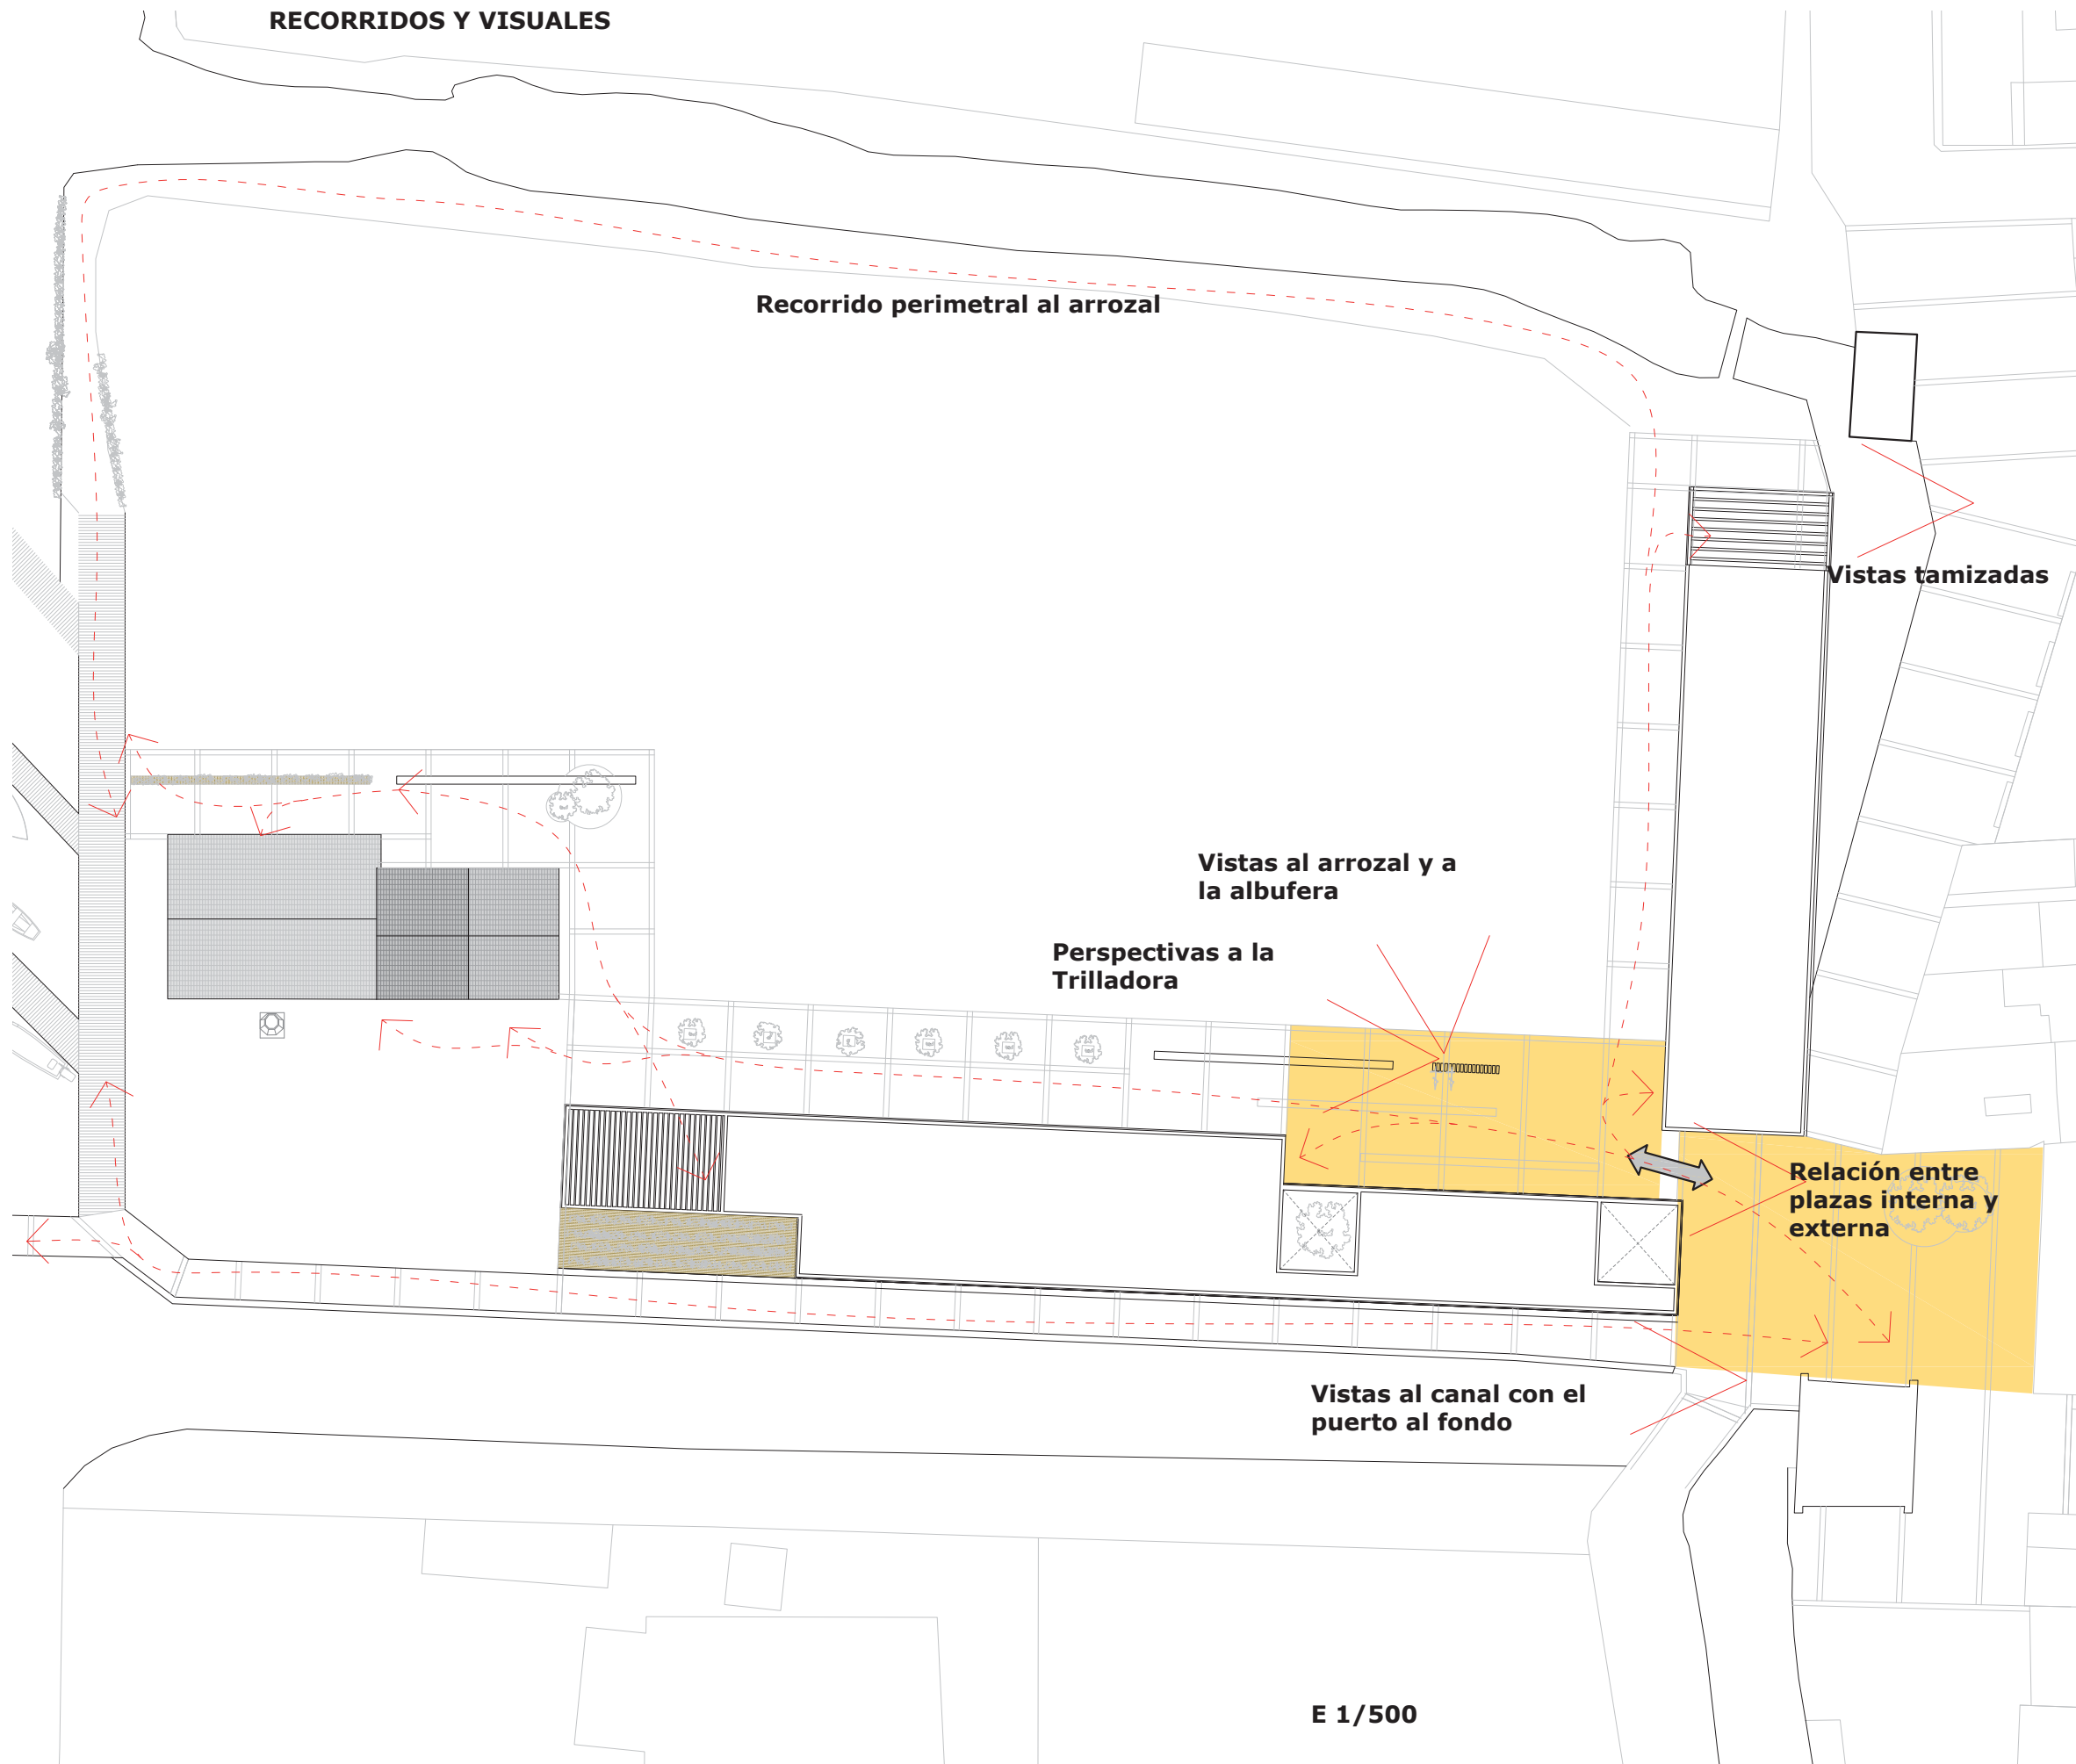 RECORRIDOS Y VISUALES
Recorrido perimetral al arrozal
Vistas tamizadas
Vistas al arrozal y a
la albufera
Perspectivas a la
Trilladora
Relación entre
plazas interna y
externa
Vistas al canal con el
puerto al fondo
E 1/500